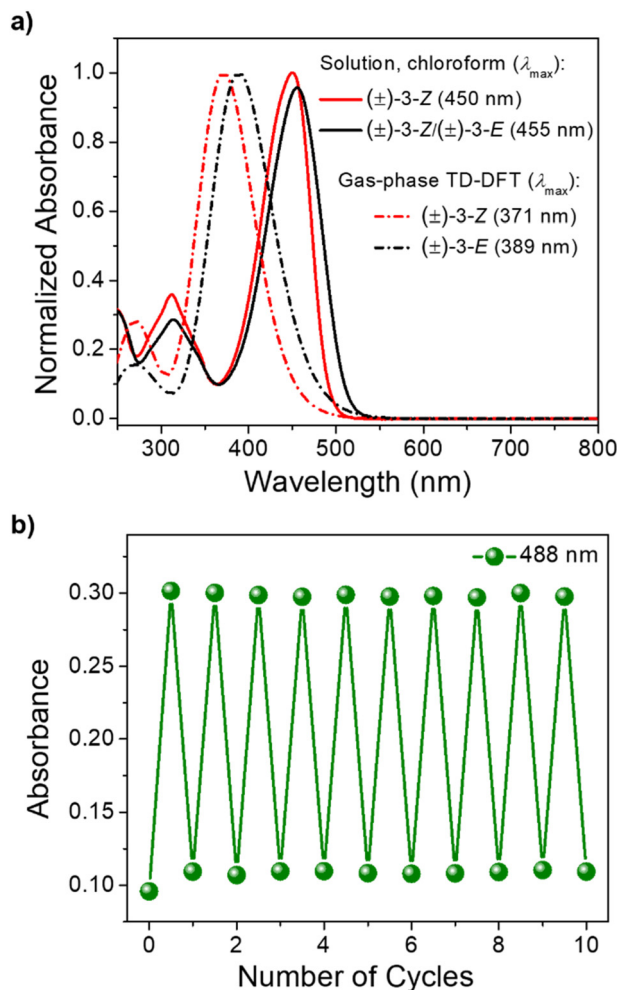 a)
Solution, chloroform (λmax):
(±)-3-Z (450 nm)
(±)-3-Z/(±)-3-E (455 nm)
Gas-phase TD-DFT (λmax):
(±)-3-Z (371 nm)
(±)-3-E (389 nm)
Normalized Absorbance
1.0
0.8
0.6
0.4
0.2
0.0
300 400 500 600 700 800
Wavelength (nm)
b)
488 nm
Absorbance
0.30
0.25
0.20
0.15
0.10
0 2 4 6 8 10
Number of Cycles